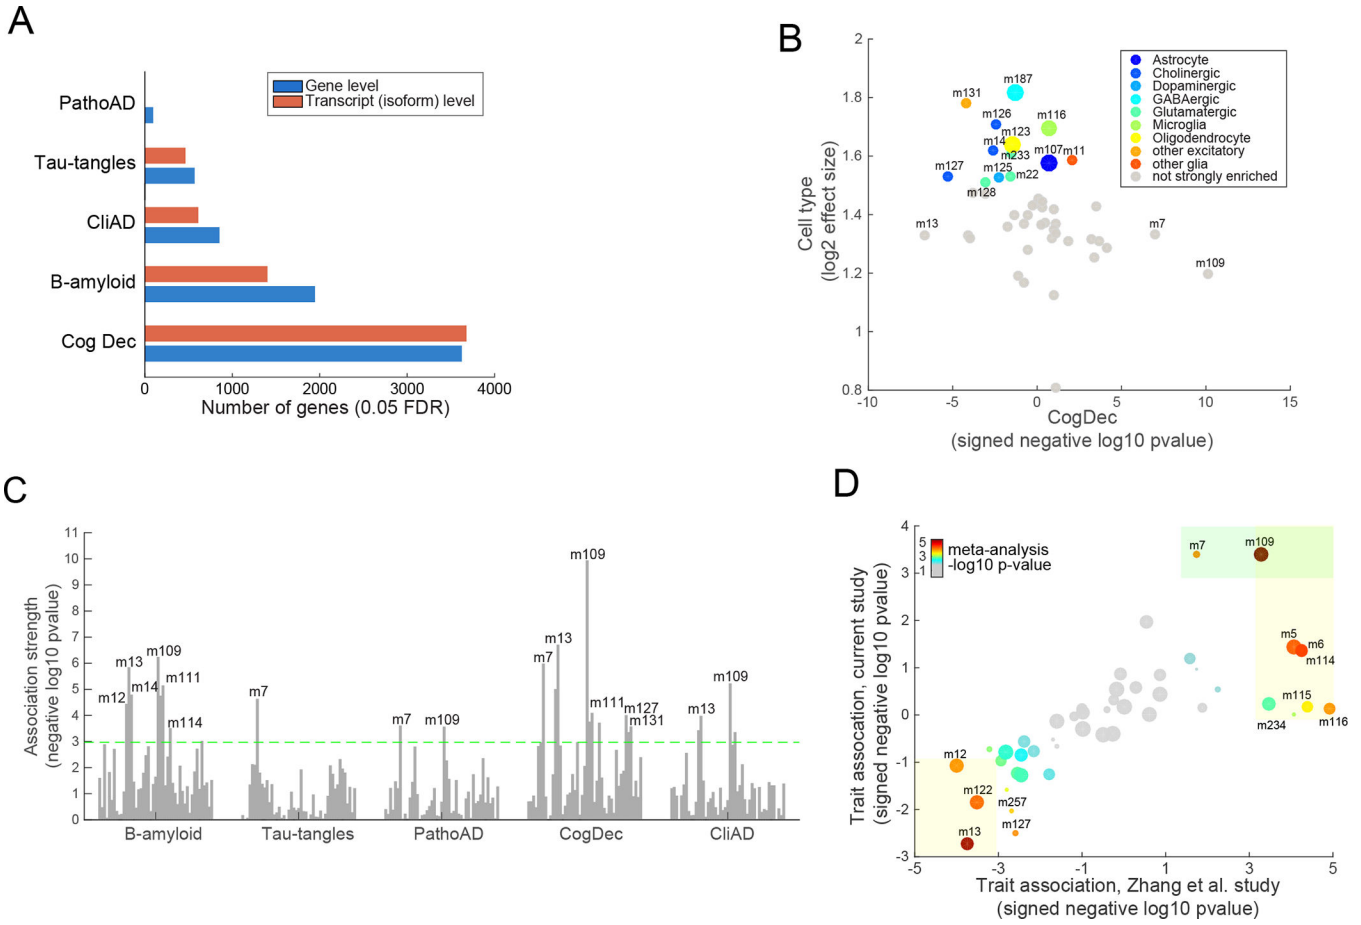 A
Gene level
Transcript (isoform) level
PathoAD
Tau-tangles
CliAD
B-amyloid
Cog Dec
0 1000 2000 3000 4000
Number of genes (0.05 FDR)
B
2
1.8
1.6
1.4
1.2
1
0.8
Cell type
(log2 effect size)
Astrocyte
Cholinergic
Dopaminergic
GABAergic
Glutamatergic
Microglia
Oligodendrocyte
other excitatory
other glia
not strongly enriched
m187
m131
m126
m116
m123
m14
m233
m107
m11
m127
m125
m22
m128
m13
m7
m109
-10 -5 0 5 10 15
CogDec
(signed negative log10 pvalue)
C
11
10
9
8
7
6
5
4
3
2
1
0
Association strength
(negative log10 pvalue)
m109
m13
m109
m7
m13
m14
m111
m12
m114
m7
m7
m109
m111
m127
m131
m109
m13
B-amyloid Tau-tangles PathoAD CogDec CliAD
D
4
3
2
1
0
-1
-2
-3
Trait assocation, current study
(signed negative log10 pvalue)
5
3
1
meta-analysis
-log10 p-value
m7
m109
m5
m6
m114
m115
m234
m116
m12
m122
m257
m127
m13
-5 -3 -1 1 3 5
Trait association, Zhang et al. study
(signed negative log10 pvalue)